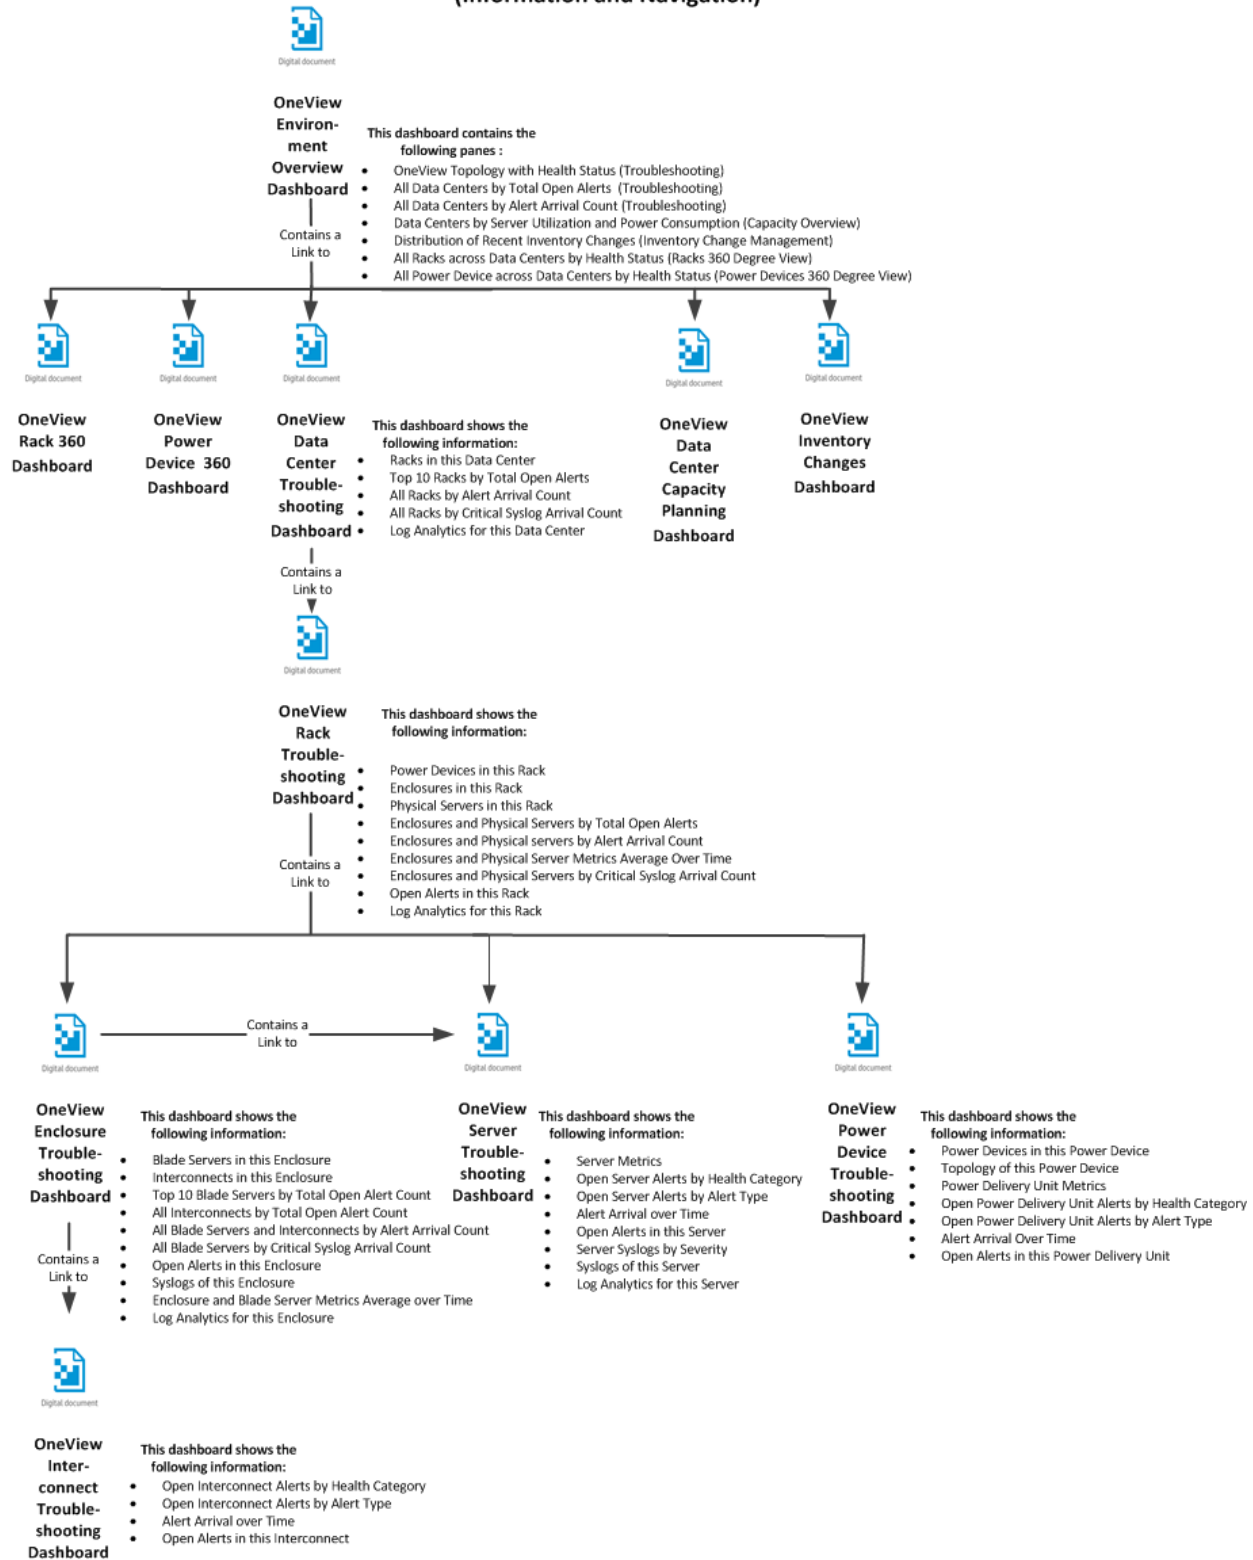 (Information and Navigation)
Digital document
OneView
Environ-
ment
Overview
Dashboard
This dashboard contains the
following panes :
• OneView Topology with Health Status (Troubleshooting)
• All Data Centers by Total Open Alerts (Troubleshooting)
• All Data Centers by Alert Arrival Count (Troubleshooting)
• Data Centers by Server Utilization and Power Consumption (Capacity Overview)
• Distribution of Recent Inventory Changes (Inventory Change Management)
• All Racks across Data Centers by Health Status (Racks 360 Degree View)
• All Power Device across Data Centers by Health Status (Power Devices 360 Degree View)
Contains a
Link to
Digital document
OneView
Rack 360
Dashboard
Digital document
OneView
Power
Device 360
Dashboard
Digital document
OneView
Data
Center
Trouble-
shooting
Dashboard
This dashboard shows the
following information:
• Racks in this Data Center
• Top 10 Racks by Total Open Alerts
• All Racks by Alert Arrival Count
• All Racks by Critical Syslog Arrival Count
• Log Analytics for this Data Center
Digital document
OneView
Data
Center
Capacity
Planning
Dashboard
Digital document
OneView
Inventory
Changes
Dashboard
Contains a
Link to
Digital document
OneView
Rack
Trouble-
shooting
Dashboard
This dashboard shows the
following information:
• Power Devices in this Rack
• Enclosures in this Rack
• Physical Servers in this Rack
• Enclosures and Physical Servers by Total Open Alerts
• Enclosures and Physical servers by Alert Arrival Count
• Enclosures and Physical Server Metrics Average Over Time
• Enclosures and Physical Servers by Critical Syslog Arrival Count
• Open Alerts in this Rack
• Log Analytics for this Rack
Contains a
Link to
Digital document
Contains a
Link to
Digital document
Digital document
OneView
Enclosure
Trouble-
shooting
Dashboard
This dashboard shows the
following information:
• Blade Servers in this Enclosure
• Interconnects in this Enclosure
• Top 10 Blade Servers by Total Open Alert Count
• All Interconnects by Total Open Alert Count
• All Blade Servers and Interconnects by Alert Arrival Count
• All Blade Servers by Critical Syslog Arrival Count
• Open Alerts in this Enclosure
• Syslogs of this Enclosure
• Enclosure and Blade Server Metrics Average over Time
• Log Analytics for this Enclosure
OneView
Server
Trouble-
shooting
Dashboard
This dashboard shows the
following information:
• Server Metrics
• Open Server Alerts by Health Category
• Open Server Alerts by Alert Type
• Alert Arrival over Time
• Open Alerts in this Server
• Server Syslogs by Severity
• Syslogs of this Server
• Log Analytics for this Server
OneView
Power
Device
Trouble-
shooting
Dashboard
This dashboard shows the
following information:
• Power Devices in this Power Device
• Topology of this Power Device
• Power Delivery Unit Metrics
• Open Power Delivery Unit Alerts by Health Category
• Open Power Delivery Unit Alerts by Alert Type
• Alert Arrival Over Time
• Open Alerts in this Power Delivery Unit
Contains a
Link to
Digital document
OneView
Inter-
connect
Trouble-
shooting
Dashboard
This dashboard shows the
following information:
• Open Interconnect Alerts by Health Category
• Open Interconnect Alerts by Alert Type
• Alert Arrival over Time
• Open Alerts in this Interconnect